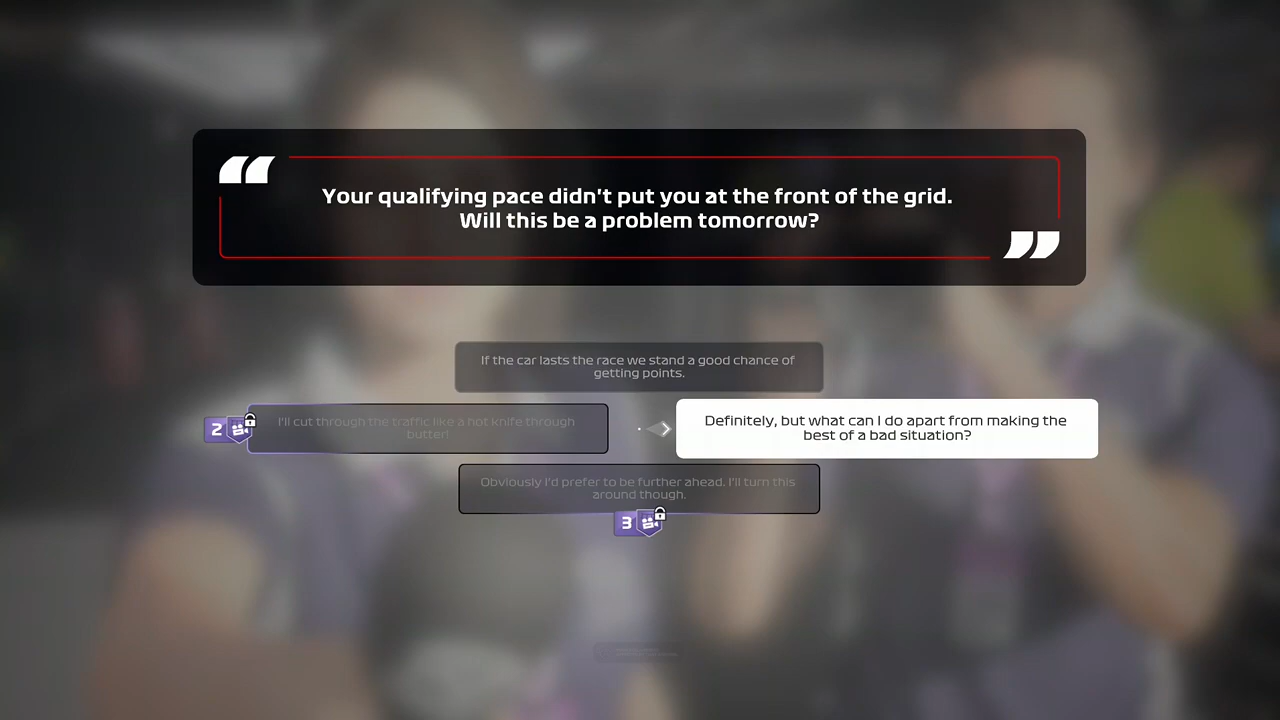 Your qualifying pace didn't put you at the front of the grid.
Will this be a problem tomorrow?
If the car lasts the race we stand a good chance of
getting points.
2
I'll cut through the traffic like a hot knife through
butter!
Definitely, but what can I do apart from making the
best of a bad situation?
Obviously I'd prefer to be further ahead. I'll turn this
around though.
3